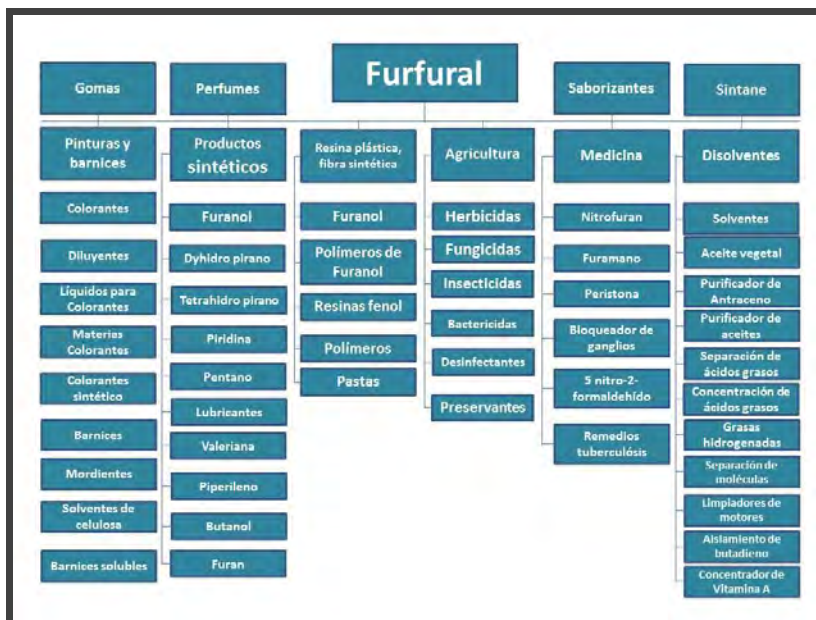 Furfural
Gomas
Perfumes
Saborizantes
Sintane
Pinturas y
barnices
Colorantes
Diluyentes
Líquidos para
Colorantes
Materias
Colorantes
Colorantes
sintético
Barnices
Mordientes
Solventes de
celulosa
Barnices solubles
Productos
sintéticos
Furanol
Dyhidro pirano
Tetrahidro pirano
Piridina
Pentano
Lubricantes
Valeriana
Piperileno
Butanol
Furan
Resina plástica,
fibra sintética
Furanol
Polímeros de
Furanol
Resinas fenol
Polímeros
Pastas
Agricultura
Herbicidas
Fungicidas
Insecticidas
Bactericidas
Desinfectantes
Preservantes
Medicina
Nitrofuran
Furamano
Peristona
Bloqueador de
ganglios
5 nitro-2-
formaldehído
Remedios
tuberculósis
Disolventes
Solventes
Aceite vegetal
Purificador de
Antraceno
Purificador de
aceites
Separación de
ácidos grasos
Concentración de
ácidos grasos
Grasas
hidrogenadas
Separación de
moléculas
Limpiadores de
motores
Aislamiento de
butadieno
Concentrador de
Vitamina A